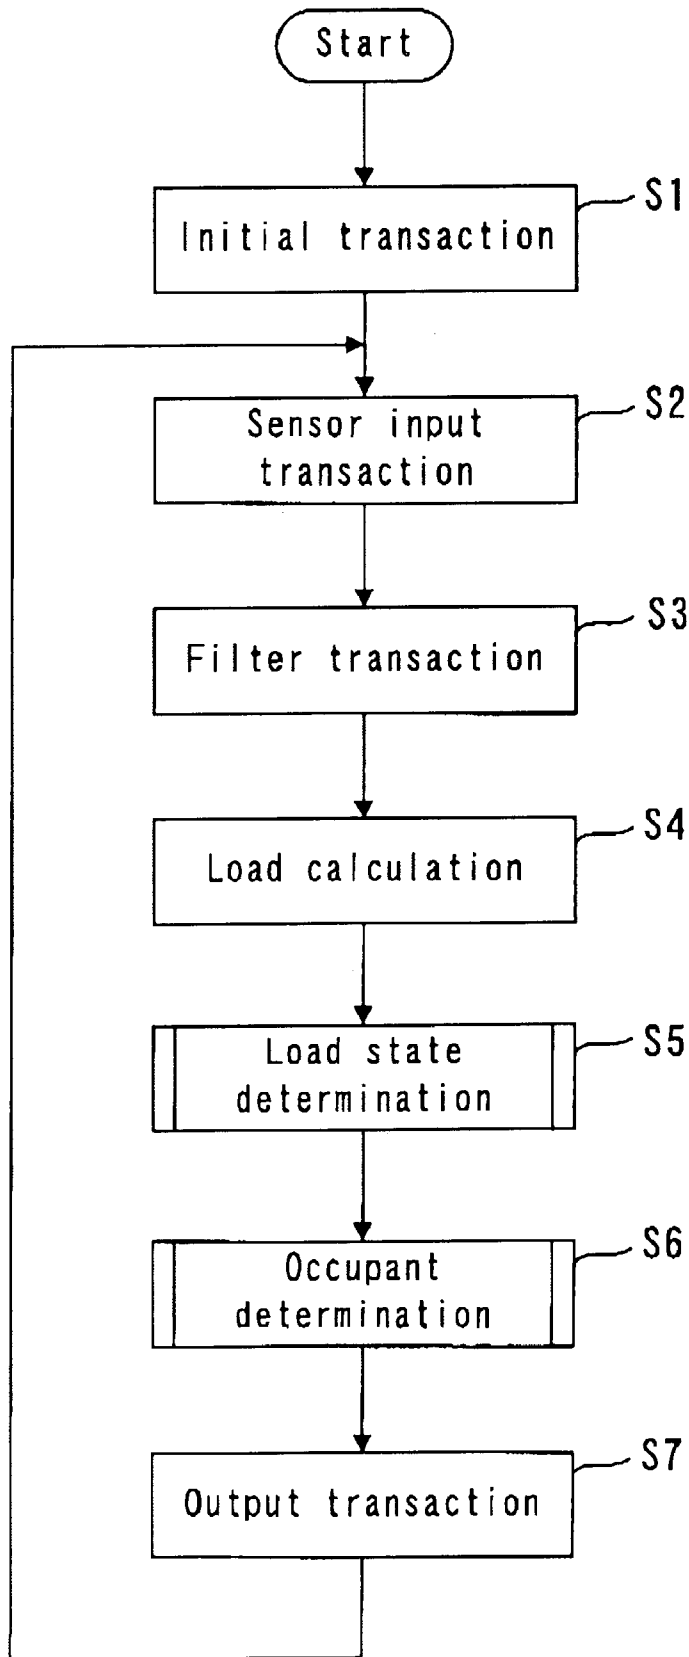 Start
S1
Initial transaction
S2
Sensor input
transaction
S3
Filter transaction
S4
Load calculation
S5
Load state
determination
S6
Occupant
determination
S7
Output transaction